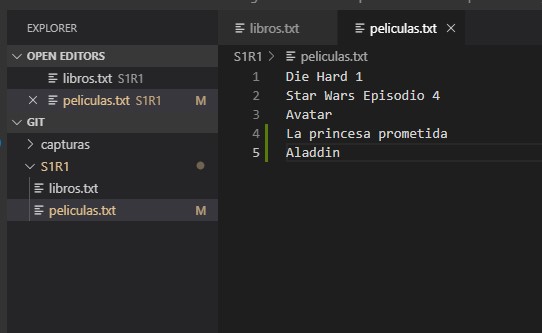 EXPLORER
OPEN EDITORS
libros.txt S1R1
peliculas.txt S1R1 M
GIT
capturas
S1R1
libros.txt
peliculas.txt M
libros.txt
peliculas.txt
S1R1 > peliculas.txt
1 Die Hard 1
2 Star Wars Episodio 4
3 Avatar
4 La princesa prometida
5 Aladdin